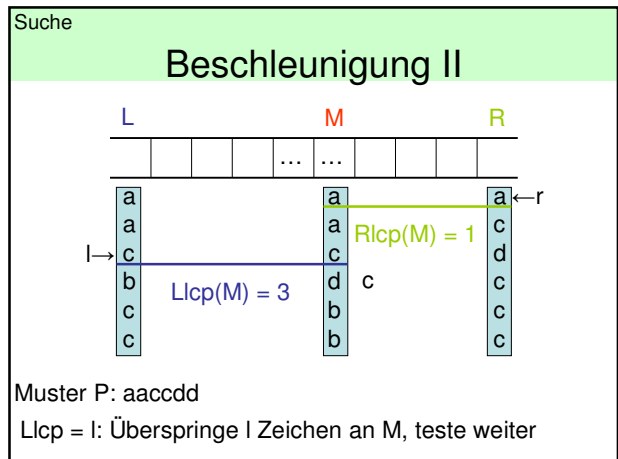 Suche
Beschleunigung II
L M R
... ...
a a a ←r
a a c
Rlcp(M) = 1
l→ c c d
b d c c
Llcp(M) = 3
c b c
c b c
Muster P: aaccdd
Llcp = l: Überspringe l Zeichen an M, teste weiter